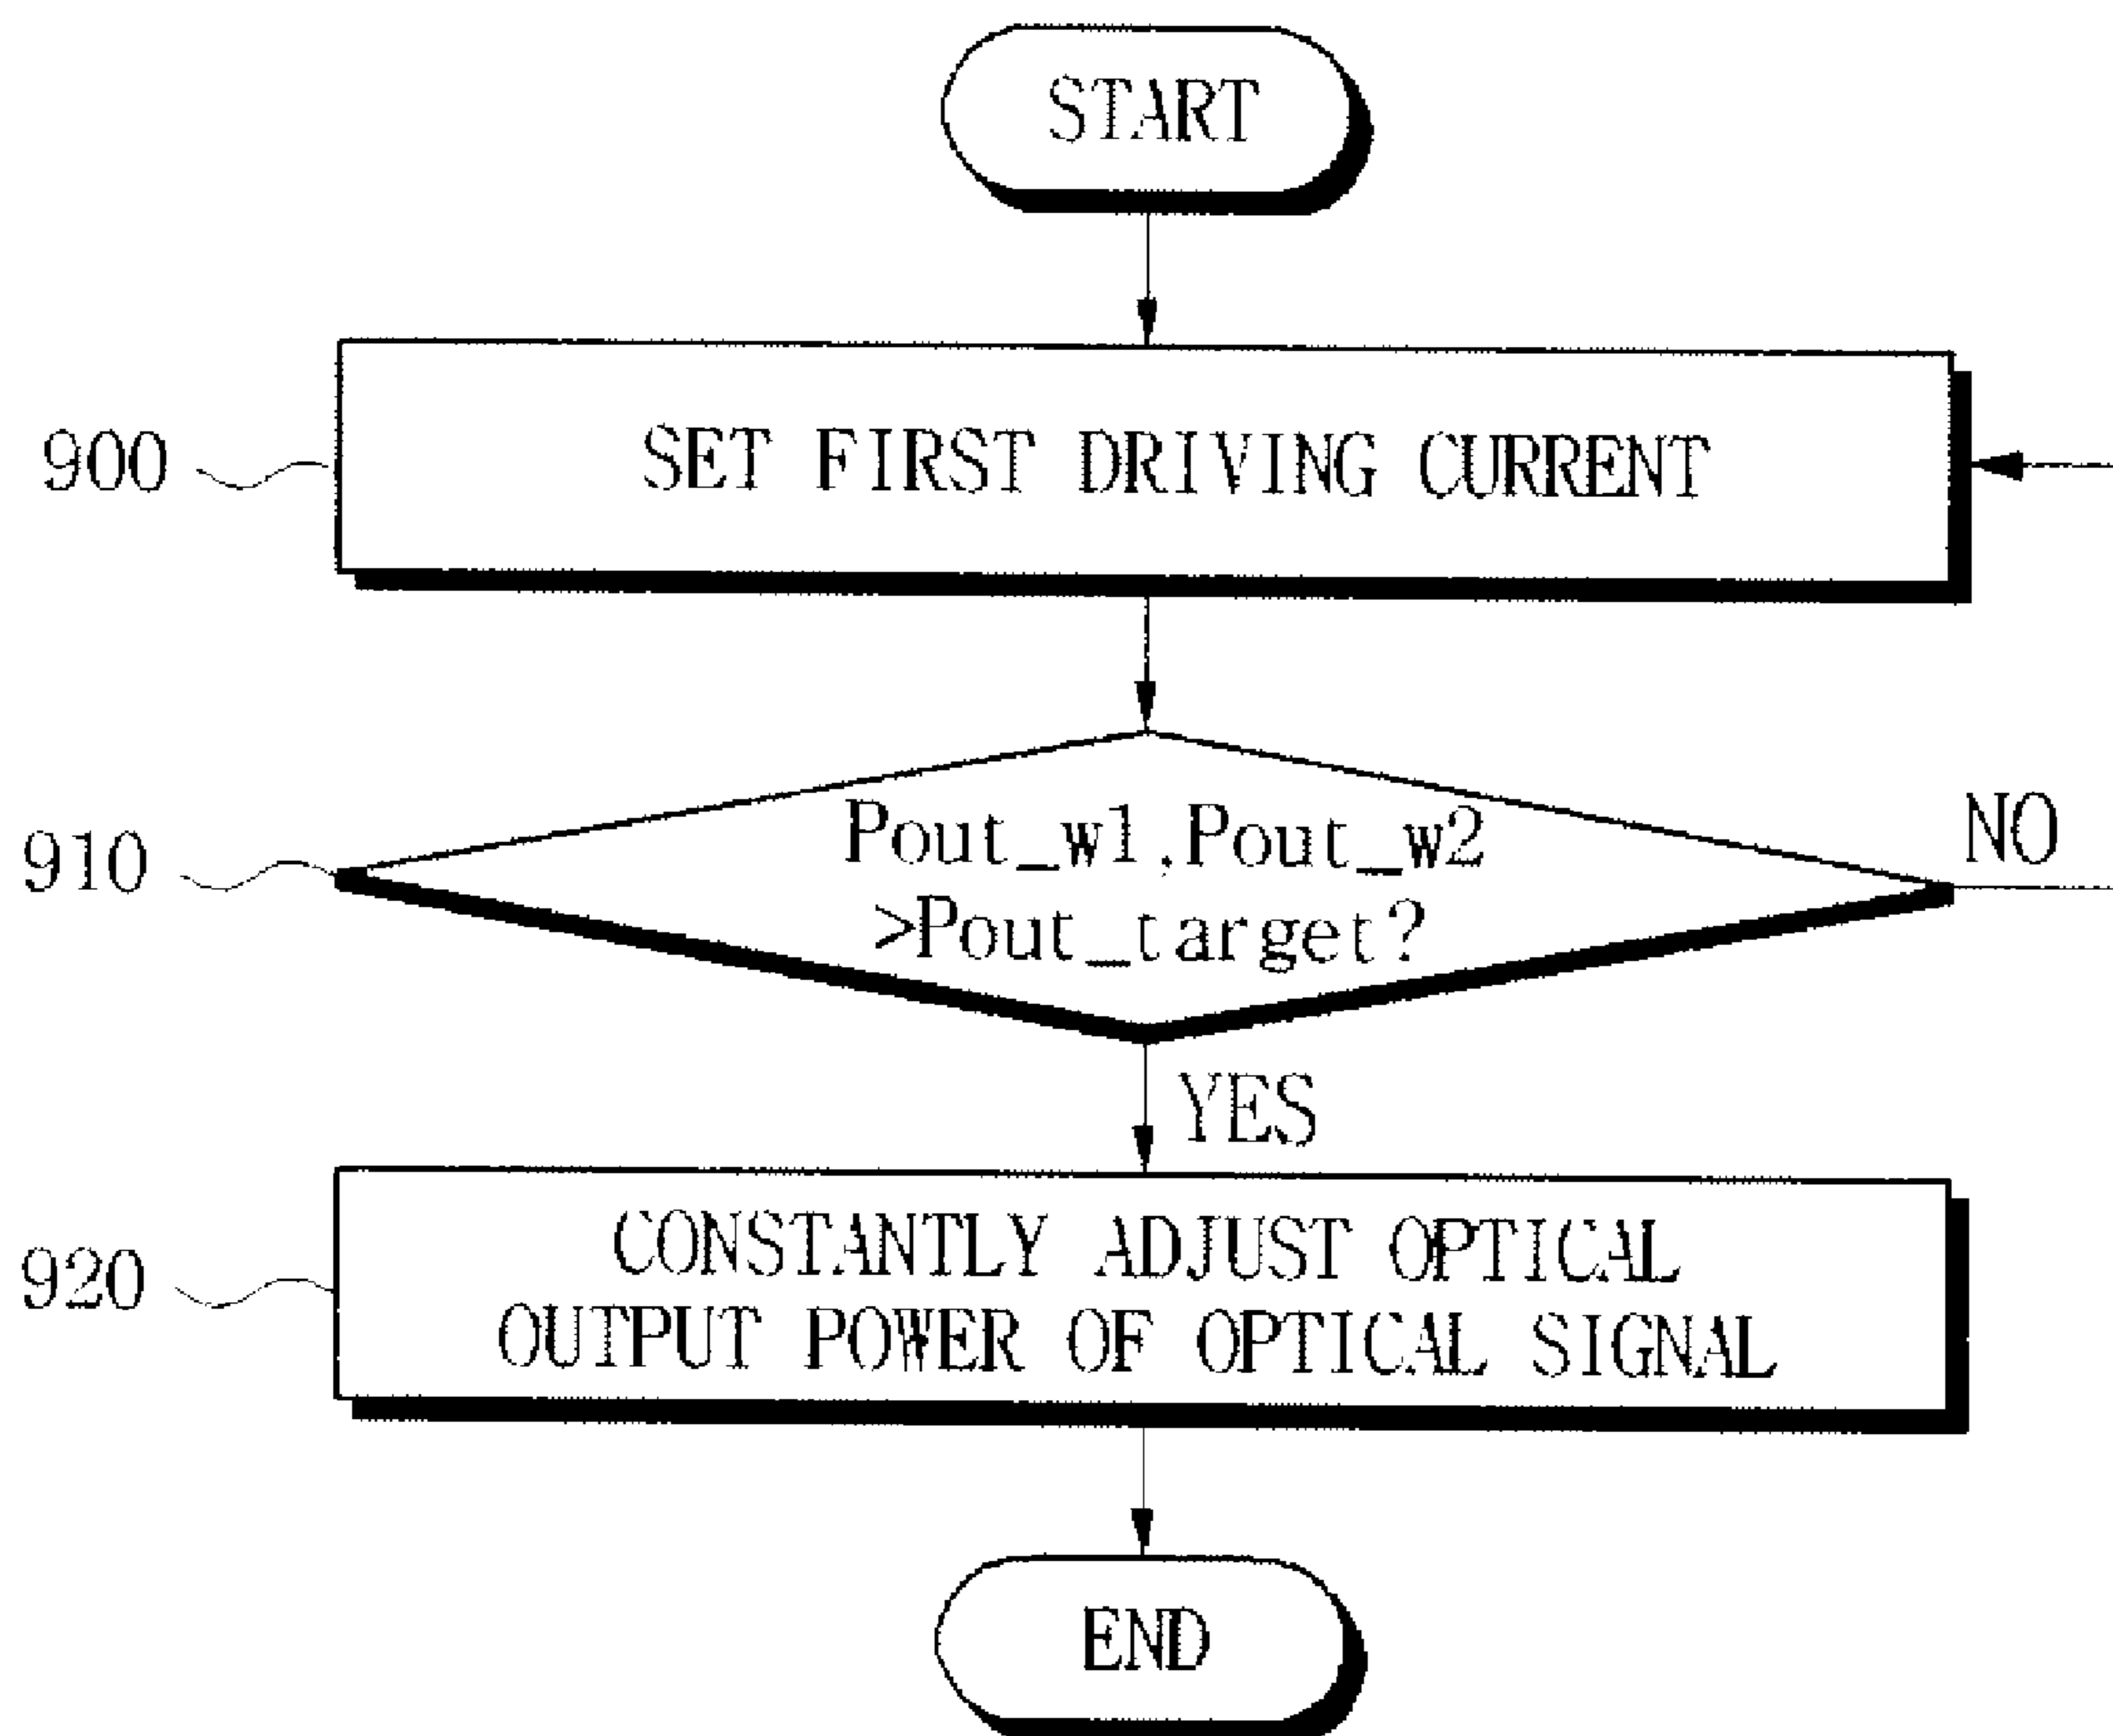 START
900
SET FIRST DRIVING CURRENT
910
Pout_w1,Pout_w2
>Pout_target?
NO
YES
920
CONSTANTLY ADJUST OPTICAL
OUTPUT POWER OF OPTICAL SIGNAL
END